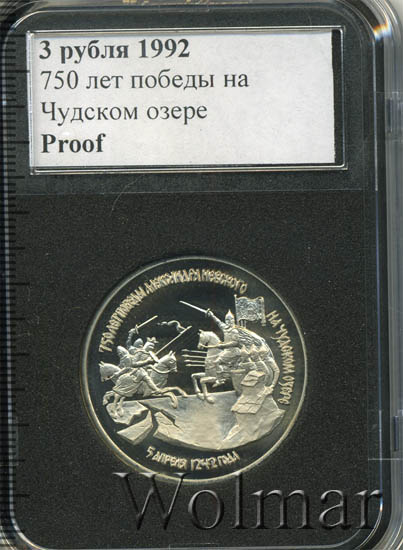 3 рубля 1992
750 лет победы на
Чудском озере
Proof
750 ЛЕТ ПОБЕДЫ АЛЕКСАНДРА НЕВСКОГО
НА ЧУДСКОМ ОЗЕРЕ
5 АПРЕЛЯ 1242 ГОДА
Wolmar